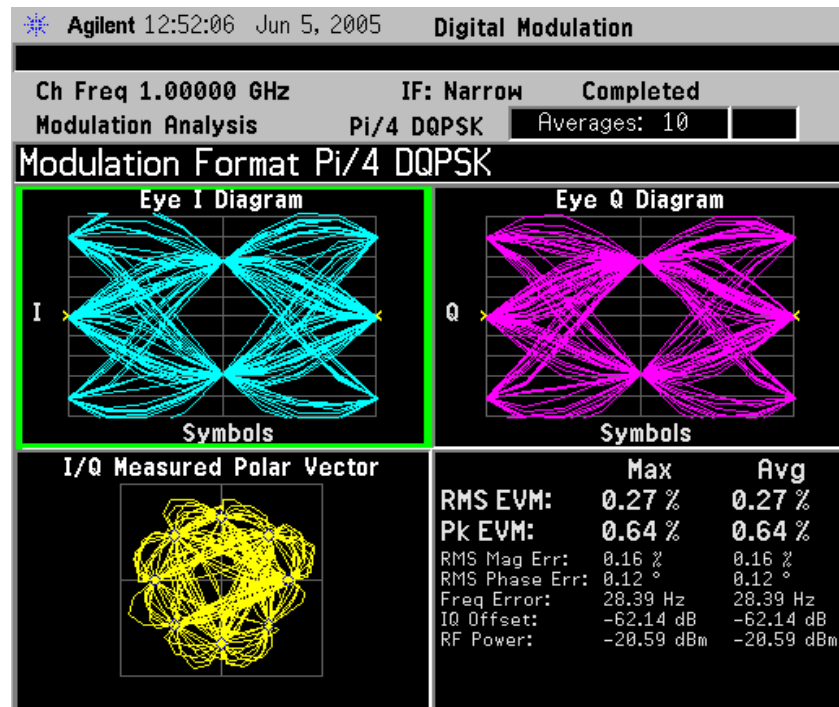 Agilent 12:52:06 Jun 5, 2005 Digital Modulation
Ch Freq 1.00000 GHz IF: Narrow Completed
Modulation Analysis Pi/4 DQPSK Averages: 10
Modulation Format Pi/4 DQPSK
Eye I Diagram
I
Symbols
Eye Q Diagram
Q
Symbols
I/Q Measured Polar Vector
Max Avg
RMS EVM: 0.27 % 0.27 %
Pk EVM: 0.64 % 0.64 %
RMS Mag Err: 0.16 % 0.16 %
RMS Phase Err: 0.12 ° 0.12 °
Freq Error: 28.39 Hz 28.39 Hz
IQ Offset: -62.14 dB -62.14 dB
RF Power: -20.59 dBm -20.59 dBm